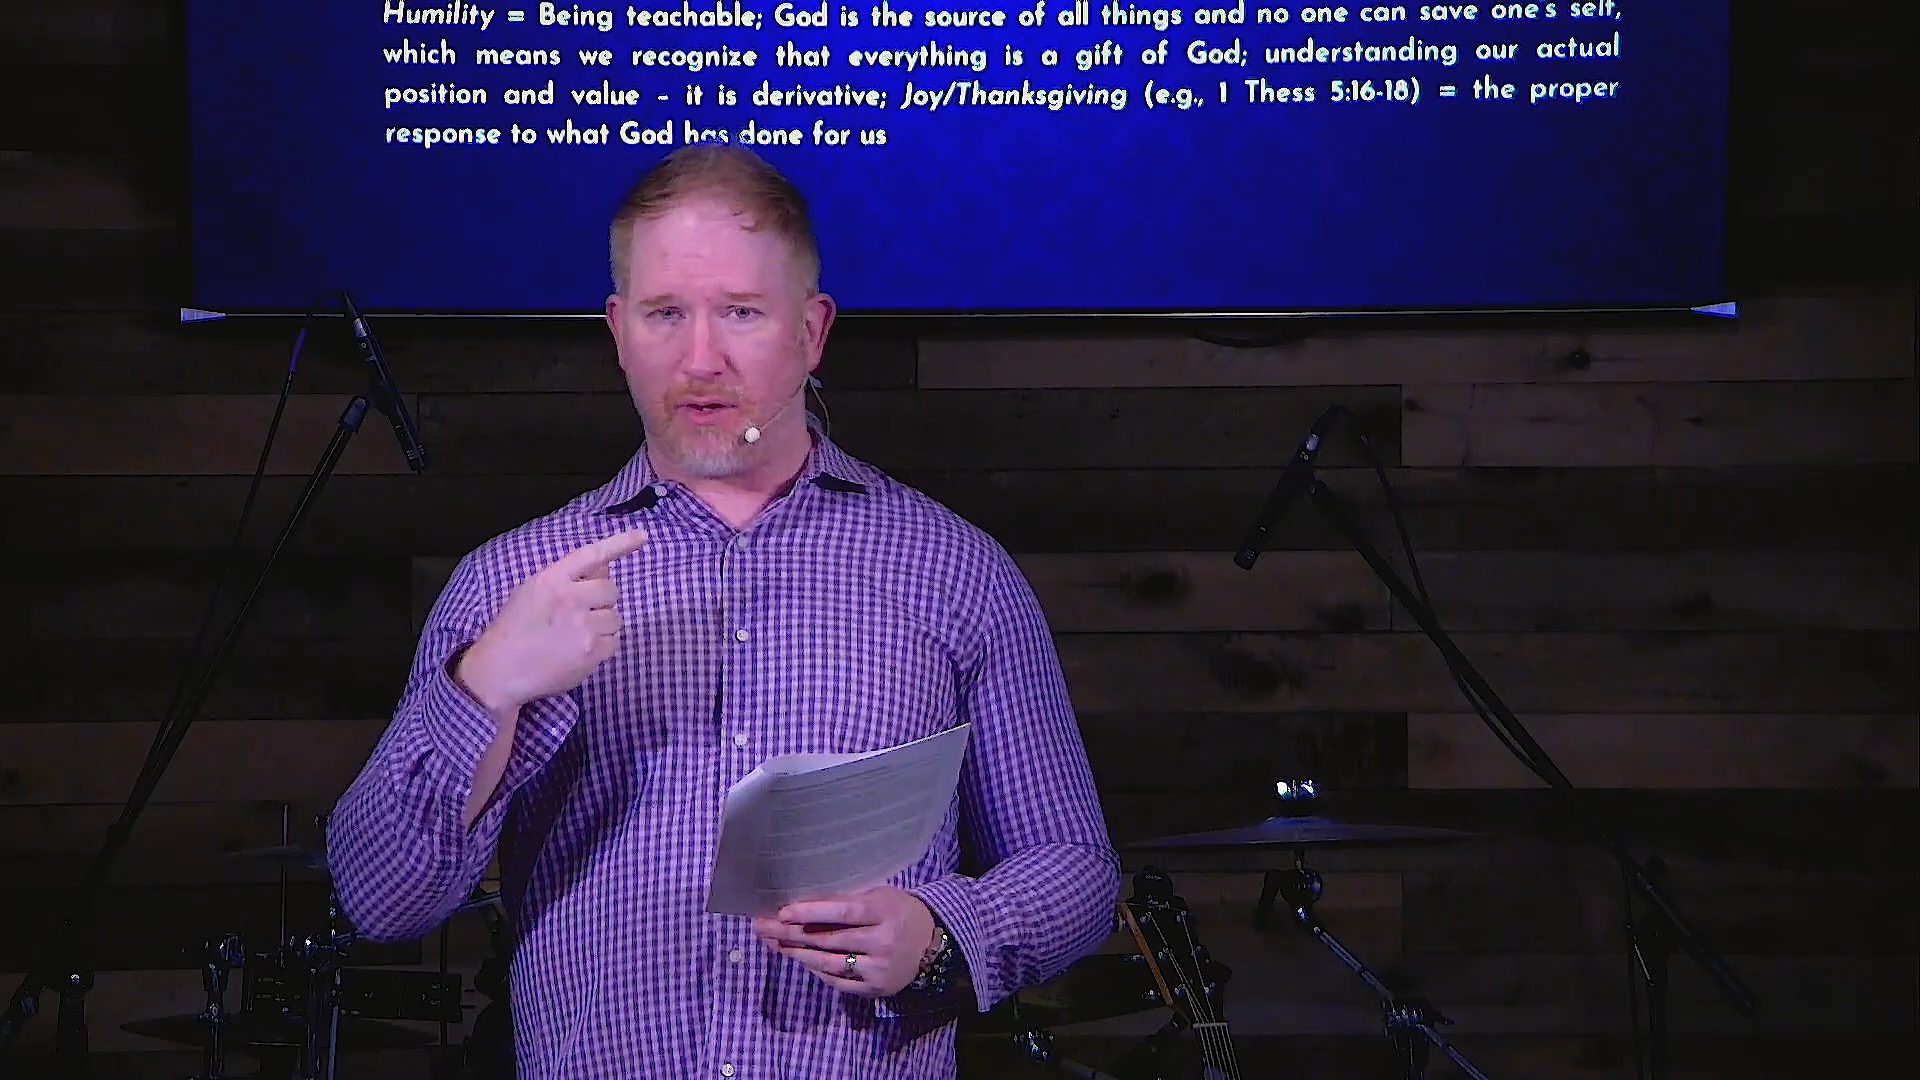 Humility = Being teachable; God is the source of all things and no one can save one's self,
which means we recognize that everything is a gift of God; understanding our actual
position and value - it is derivative; Joy/Thanksgiving (e.g., 1 Thess 5:16-18) = the proper
response to what God has done for us